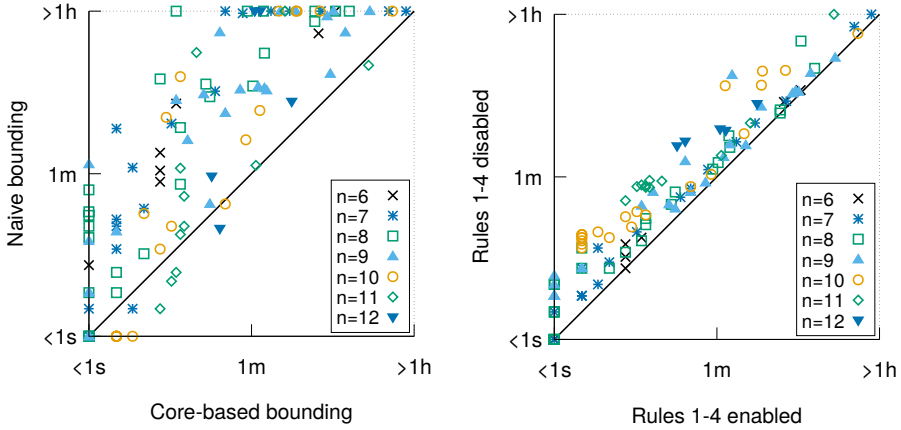 >1h
1m
<1s
Naive bounding
n=6
n=7
n=8
n=9
n=10
n=11
n=12
<1s
1m
>1h
Core-based bounding
>1h
1m
<1s
Rules 1-4 disabled
n=6
n=7
n=8
n=9
n=10
n=11
n=12
<1s
1m
>1h
Rules 1-4 enabled